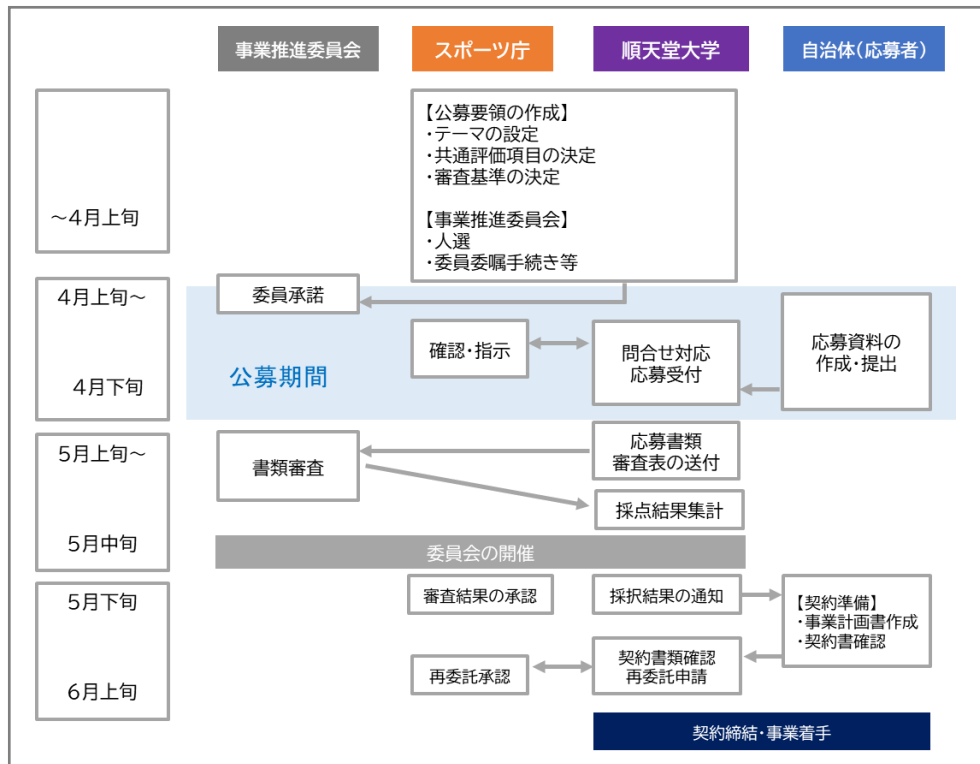 事業推進委員会
スポーツ庁
順天堂大学
自治体(応募者)
～4月上旬
【公募要領の作成】
・テーマの設定
・共通評価項目の決定
・審査基準の決定
【事業推進委員会】
・人選
・委員委嘱手続き等
4月上旬～
4月下旬
委員承諾
公募期間
確認・指示
問合せ対応
応募受付
応募資料の
作成・提出
5月上旬～
5月中旬
書類審査
応募書類
審査表の送付
採点結果集計
委員会の開催
5月下旬
6月上旬
審査結果の承認
採択結果の通知
【契約準備】
・事業計画書作成
・契約書確認
再委託承認
契約書類確認
再委託申請
契約締結・事業着手